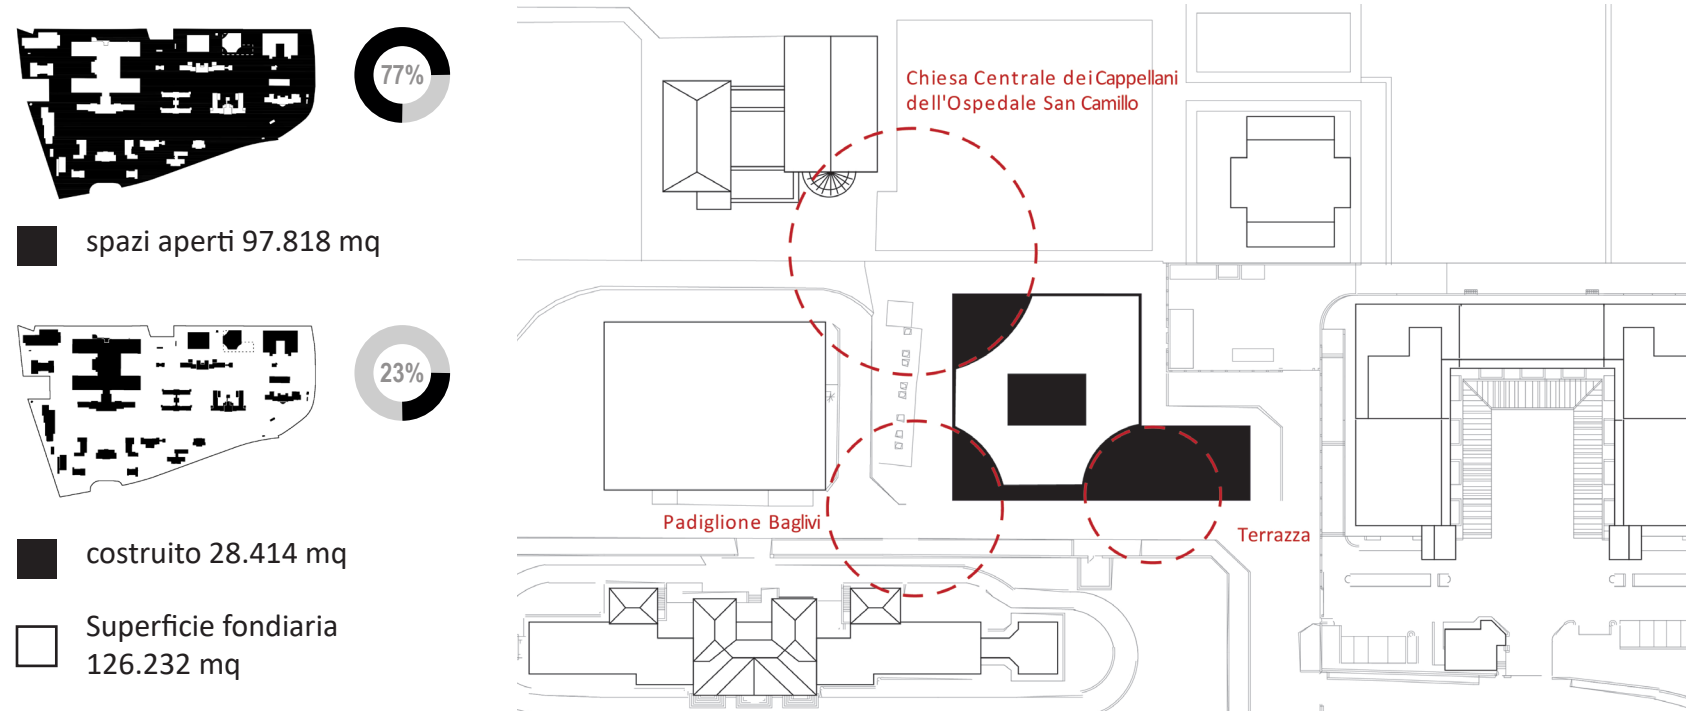 77%
spazi aperti 97.818 mq
23%
costruito 28.414 mq
Superficie fondiaria
126.232 mq
Chiesa Centrale dei Cappellani
dell'Ospedale San Camillo
Padiglione Baglivi
Terrazza